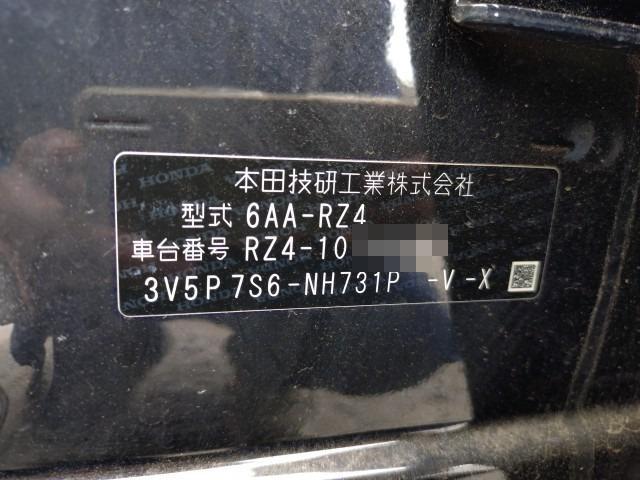 本田技研工業株式会社
型式 6AA-RZ4
車台番号 RZ4-10
3V5P 7S6-NH731P -V -X